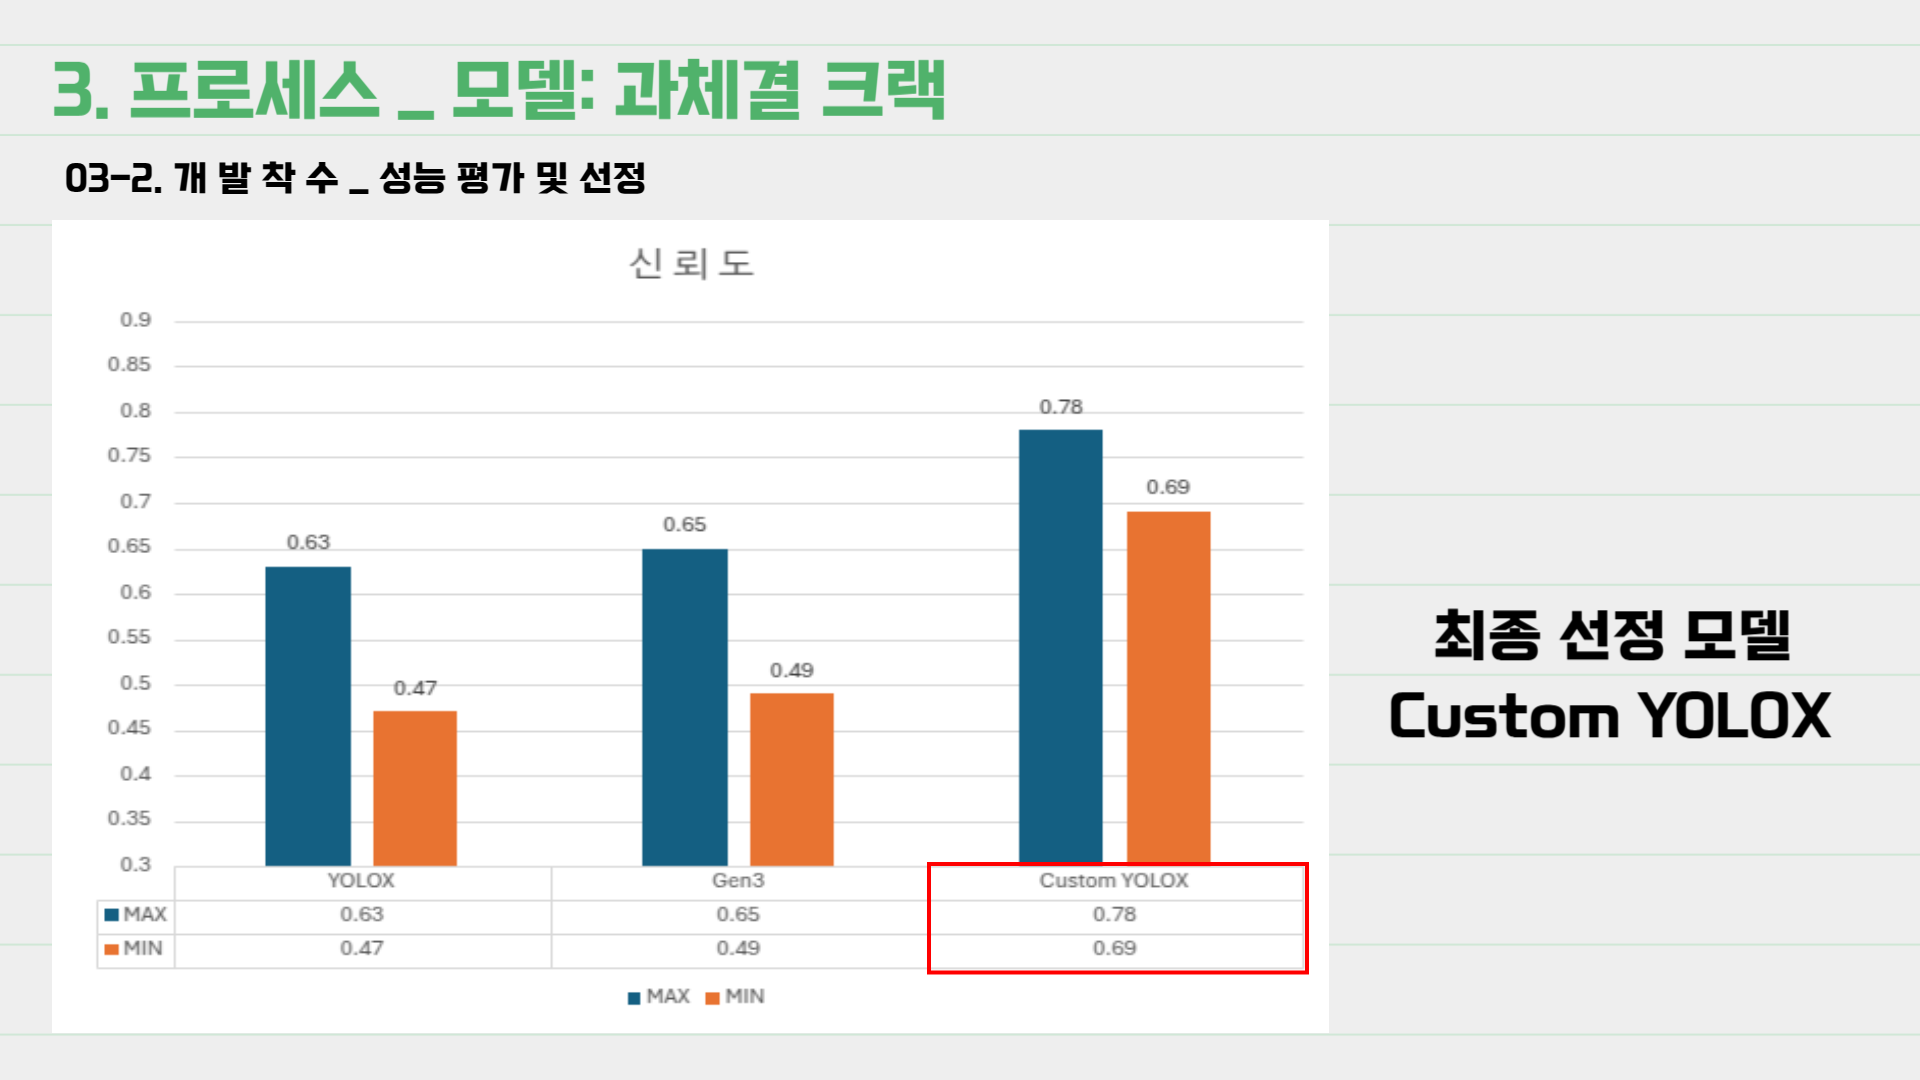 3. 프로세스 _ 모델: 과체결 크랙
03-2. 개 발 착 수 _ 성능 평가 및 선정
신 뢰 도
0.9
0.85
0.8
0.75
0.7
0.65
0.6
0.55
0.5
0.45
0.4
0.35
0.3
0.63
0.47
0.65
0.49
0.78
0.69
YOLOX Gen3 Custom YOLOX
MAX 0.63 0.65 0.78
MIN 0.47 0.49 0.69
MAX MIN
최종 선정 모델
Custom YOLOX